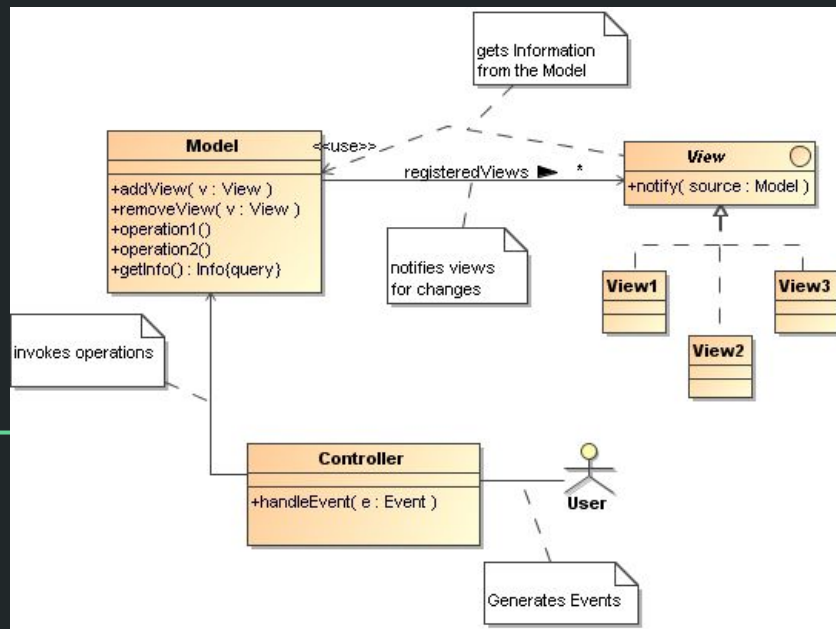 gets Information
from the Model
Model
<<use>>
+addView( v : View )
+removeView( v : View )
+operation1()
+operation2()
+getInfo() : Info{query}
registeredViews
*
View
+notify( source : Model )
notifies views
for changes
View1
View2
View3
invokes operations
Controller
+handleEvent( e : Event )
User
Generates Events